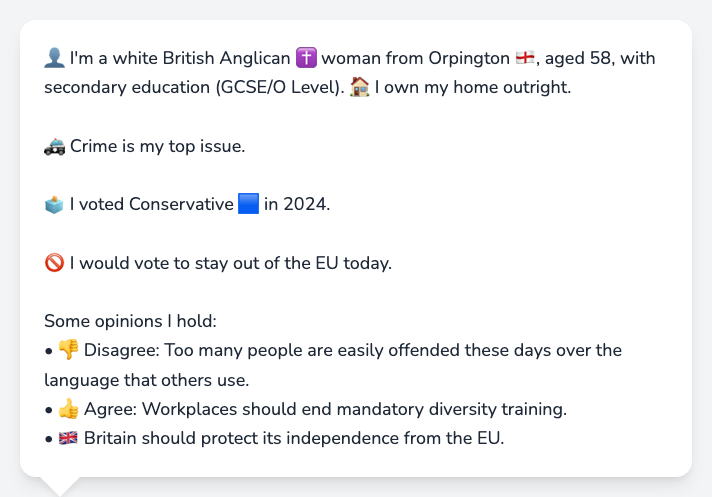 👤 I'm a white British Anglican ✝️ woman from Orpington 🏴󠁧󠁢󠁥󠁮󠁧󠁿, aged 58, with
secondary education (GCSE/O Level). 🏠 I own my home outright.
🚓 Crime is my top issue.
🗳️ I voted Conservative 🟦 in 2024.
🚫 I would vote to stay out of the EU today.
Some opinions I hold:
• 👎 Disagree: Too many people are easily offended these days over the
language that others use.
• 👍 Agree: Workplaces should end mandatory diversity training.
• 🇬🇧 Britain should protect its independence from the EU.